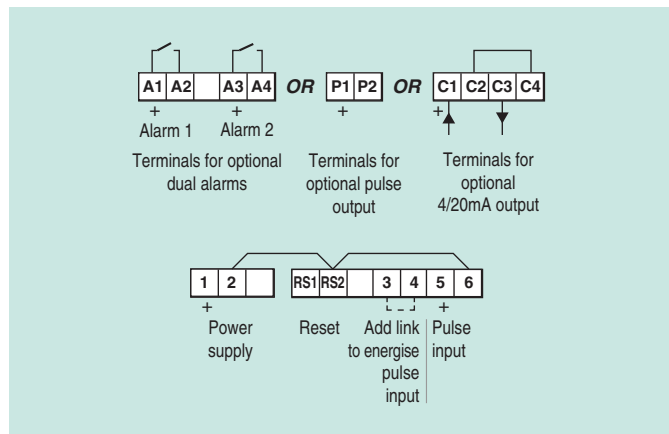 A1 A2 A3 A4 OR P1 P2 OR C1 C2 C3 C4
+ + + +
Alarm 1 Alarm 2
Terminals for optional
dual alarms
Terminals for
optional pulse
output
Terminals for
optional
4/20mA output
1 2 RS1 RS2 3 4 5 6
+ +
Power
supply
Reset
Add link
to energise
pulse
input
Pulse
input